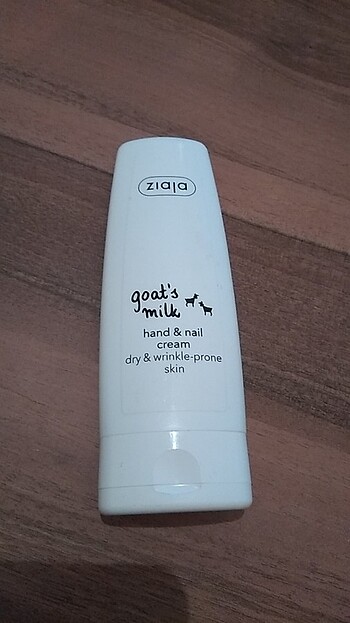 ziaja
goat's
milk
hand & nail
cream
dry & wrinkle-prone
skin